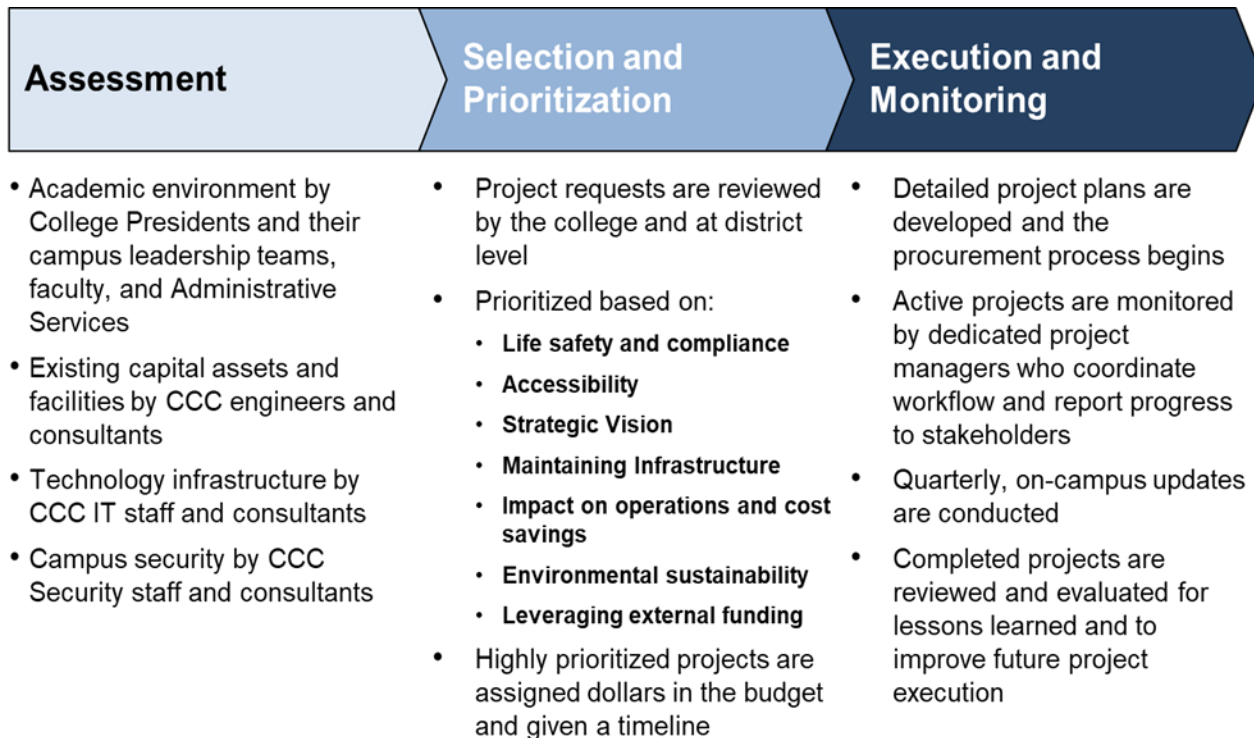 Assessment
Selection and
Prioritization
Execution and
Monitoring
• Academic environment by
College Presidents and their
campus leadership teams,
faculty, and Administrative
Services
• Existing capital assets and
facilities by CCC engineers and
consultants
• Technology infrastructure by
CCC IT staff and consultants
• Campus security by CCC
Security staff and consultants
• Project requests are reviewed
by the college and at district
level
• Prioritized based on:
• Life safety and compliance
• Accessibility
• Strategic Vision
• Maintaining Infrastructure
• Impact on operations and cost
savings
• Environmental sustainability
• Leveraging external funding
• Highly prioritized projects are
assigned dollars in the budget
and given a timeline
• Detailed project plans are
developed and the
procurement process begins
• Active projects are monitored
by dedicated project
managers who coordinate
workflow and report progress
to stakeholders
• Quarterly, on-campus updates
are conducted
• Completed projects are
reviewed and evaluated for
lessons learned and to
improve future project
execution